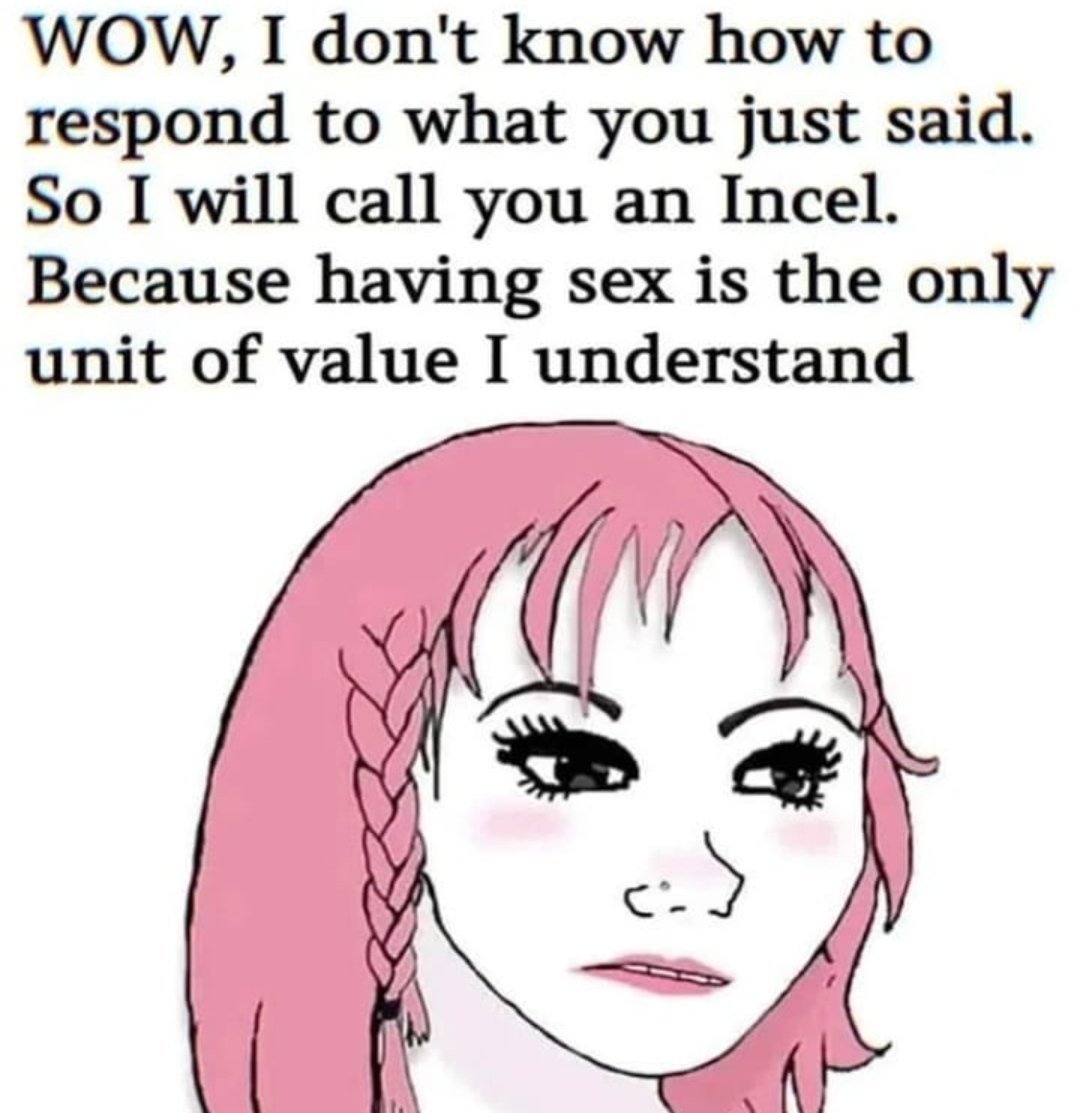 WOW, I don't know how to
respond to what you just said.
So I will call you an Incel.
Because having sex is the only
unit of value I understand